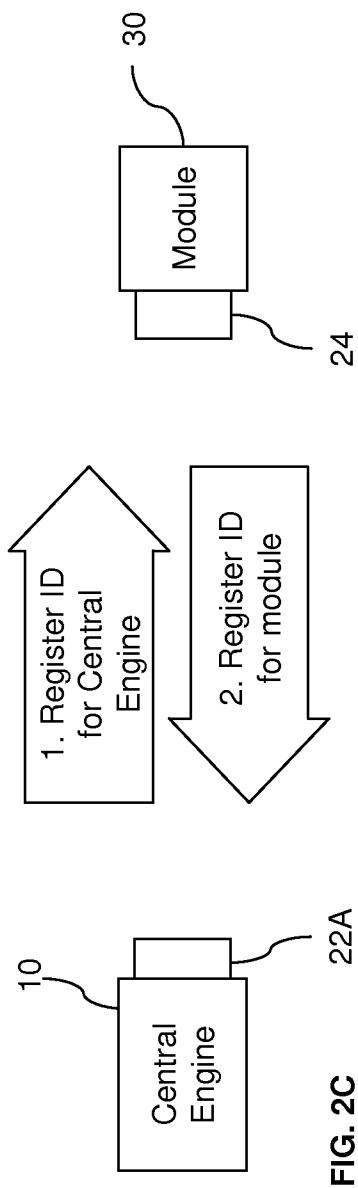 10
Central
Engine
22A
1. Register ID
for Central
Engine
2. Register ID
for module
30
Module
24
FIG. 2C